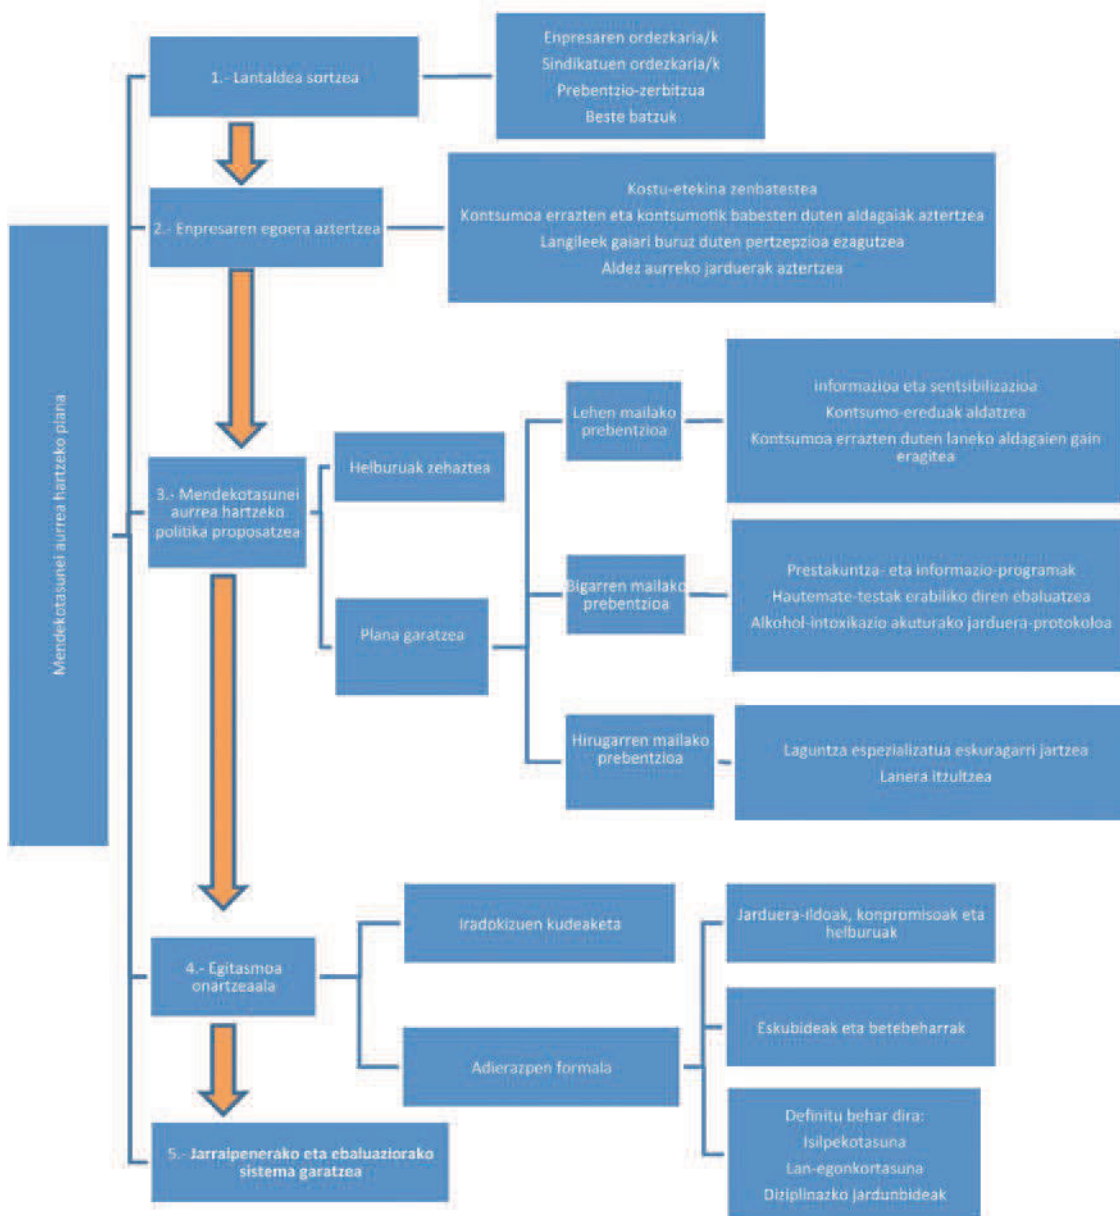 Mendekotasunei aurrea hartzeko plana
1.- Lantaldea sortzea
Enpresaren ordezkaria/k
Sindikatuen ordezkaria/k
Prebentzio-zerbitzua
Beste batzuk
2.- Enpresaren egoera aztertzea
Kostu-etekina zenbatestea
Kontsumoa errazten eta kontsumotik babesten duten aldagaiak aztertzea
Langileek gaiari buruz duten pertzepzioa ezagutzea
Aldez aurreko jarduerak aztertzea
3.- Mendekotasunei
aurrea hartzeko
politika proposatzea
Helburuak zehaztea
Plana garatzea
Lehen mailako
prebentzioa
informazioa eta sentsibilizazioa
Kontsumo-ereduak aldatzea
Kontsumoa errazten duten laneko aldagaien gain
eragitea
Bigarren mailako
prebentzioa
Prestakuntza- eta informazio-programak
Hautemate-testak erabiliko diren ebaluatzea
Alkohol-intoxikazio akuturako jarduera-protokoloa
Hirugarren mailako
prebentzioa
Laguntza espezializatua eskuragarri jartzea
Lanera itzultzea
4.- Egitasmoa
onartzeaala
Iradokizuen kudeaketa
Adierazpen formala
Jarduera-ildoak, konpromisoak eta
helburuak
Eskubideak eta betebeharrak
Definitu behar dira:
Isilpekotasuna
Lan-egonkortasuna
Diziplinazko jardunbideak
5.- Jarraipenerako eta ebaluaziorako
sistema garatzea